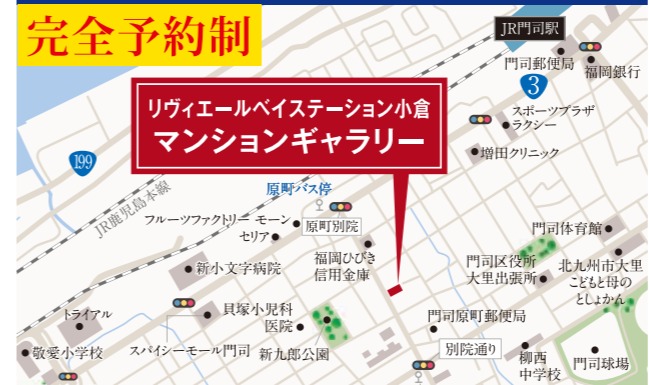 完全予約制
JR門司駅
門司郵便局
福岡銀行
3
スポーツプラザ
ラクシー
増田クリニック
リヴィエールベイステーション小倉
マンションギャラリー
199
JR鹿児島本線
原町バス停
フルーツファクトリー モーン
セリア
原町別院
福岡ひびき
信用金庫
新小文字病院
門司体育館
門司区役所
大里出張所
北九州市大里
こどもと母の
としょかん
トライアル
貝塚小児科
医院
門司原町郵便局
敬愛小学校
スパイシーモール門司
新九郎公園
別院通り
柳西
中学校
門司球場